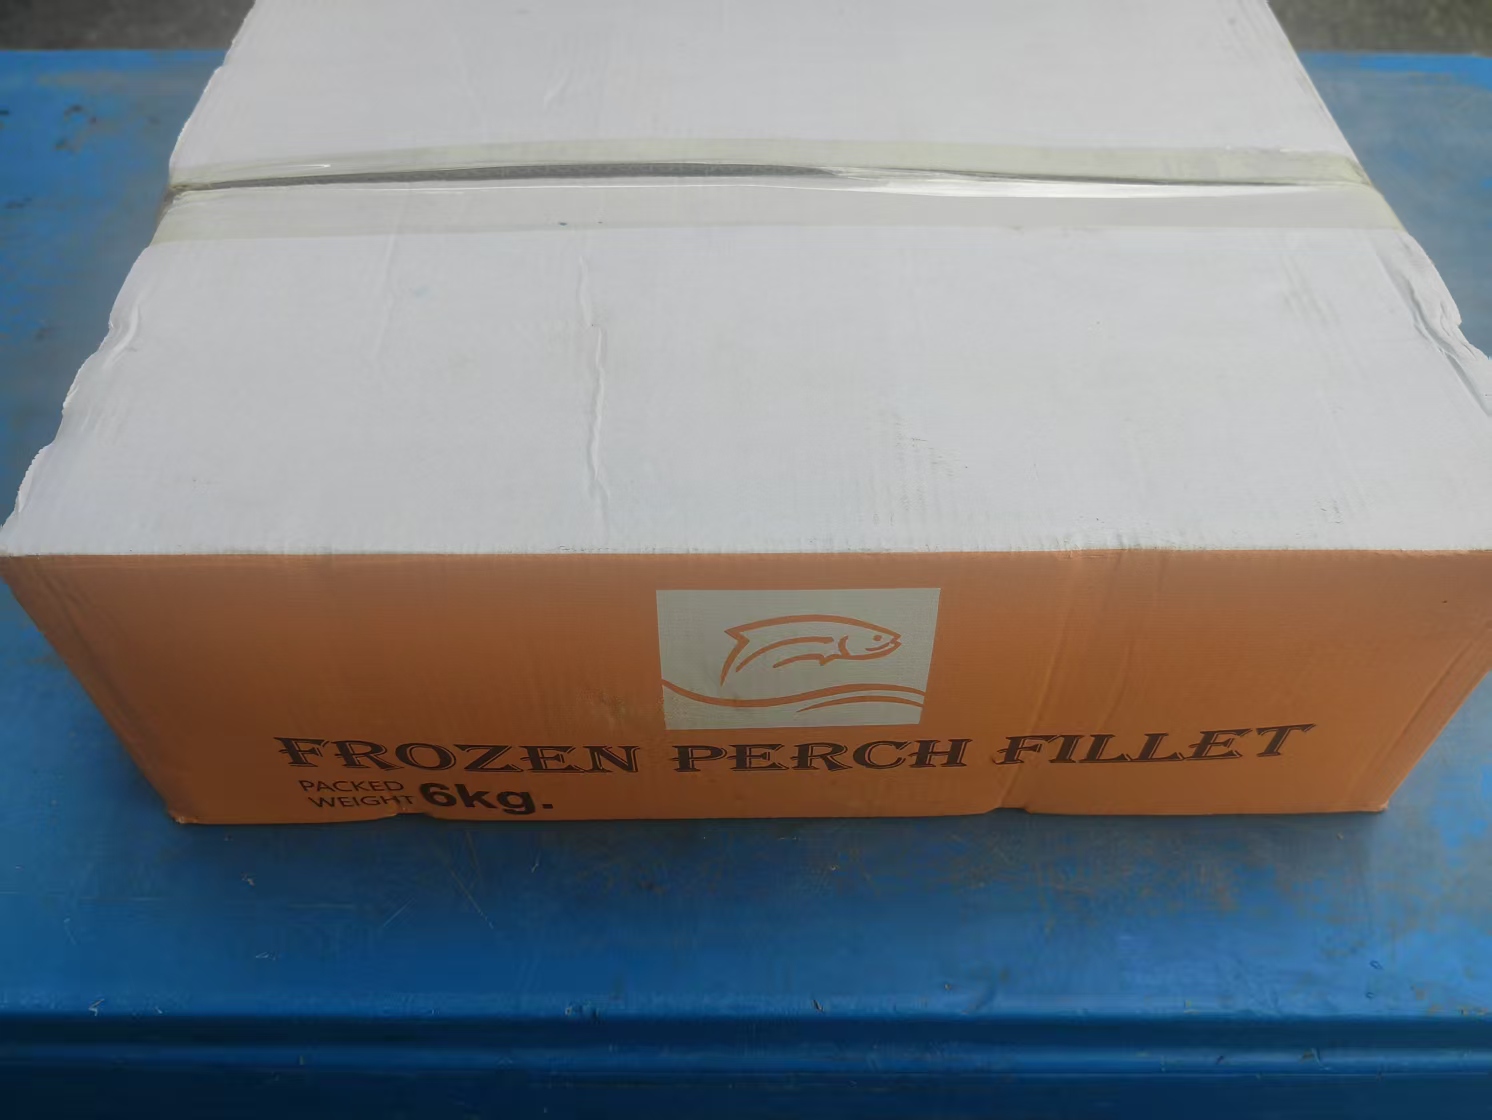 FROZEN PERCH FILLET
PACKED
WEIGHT 6kg.